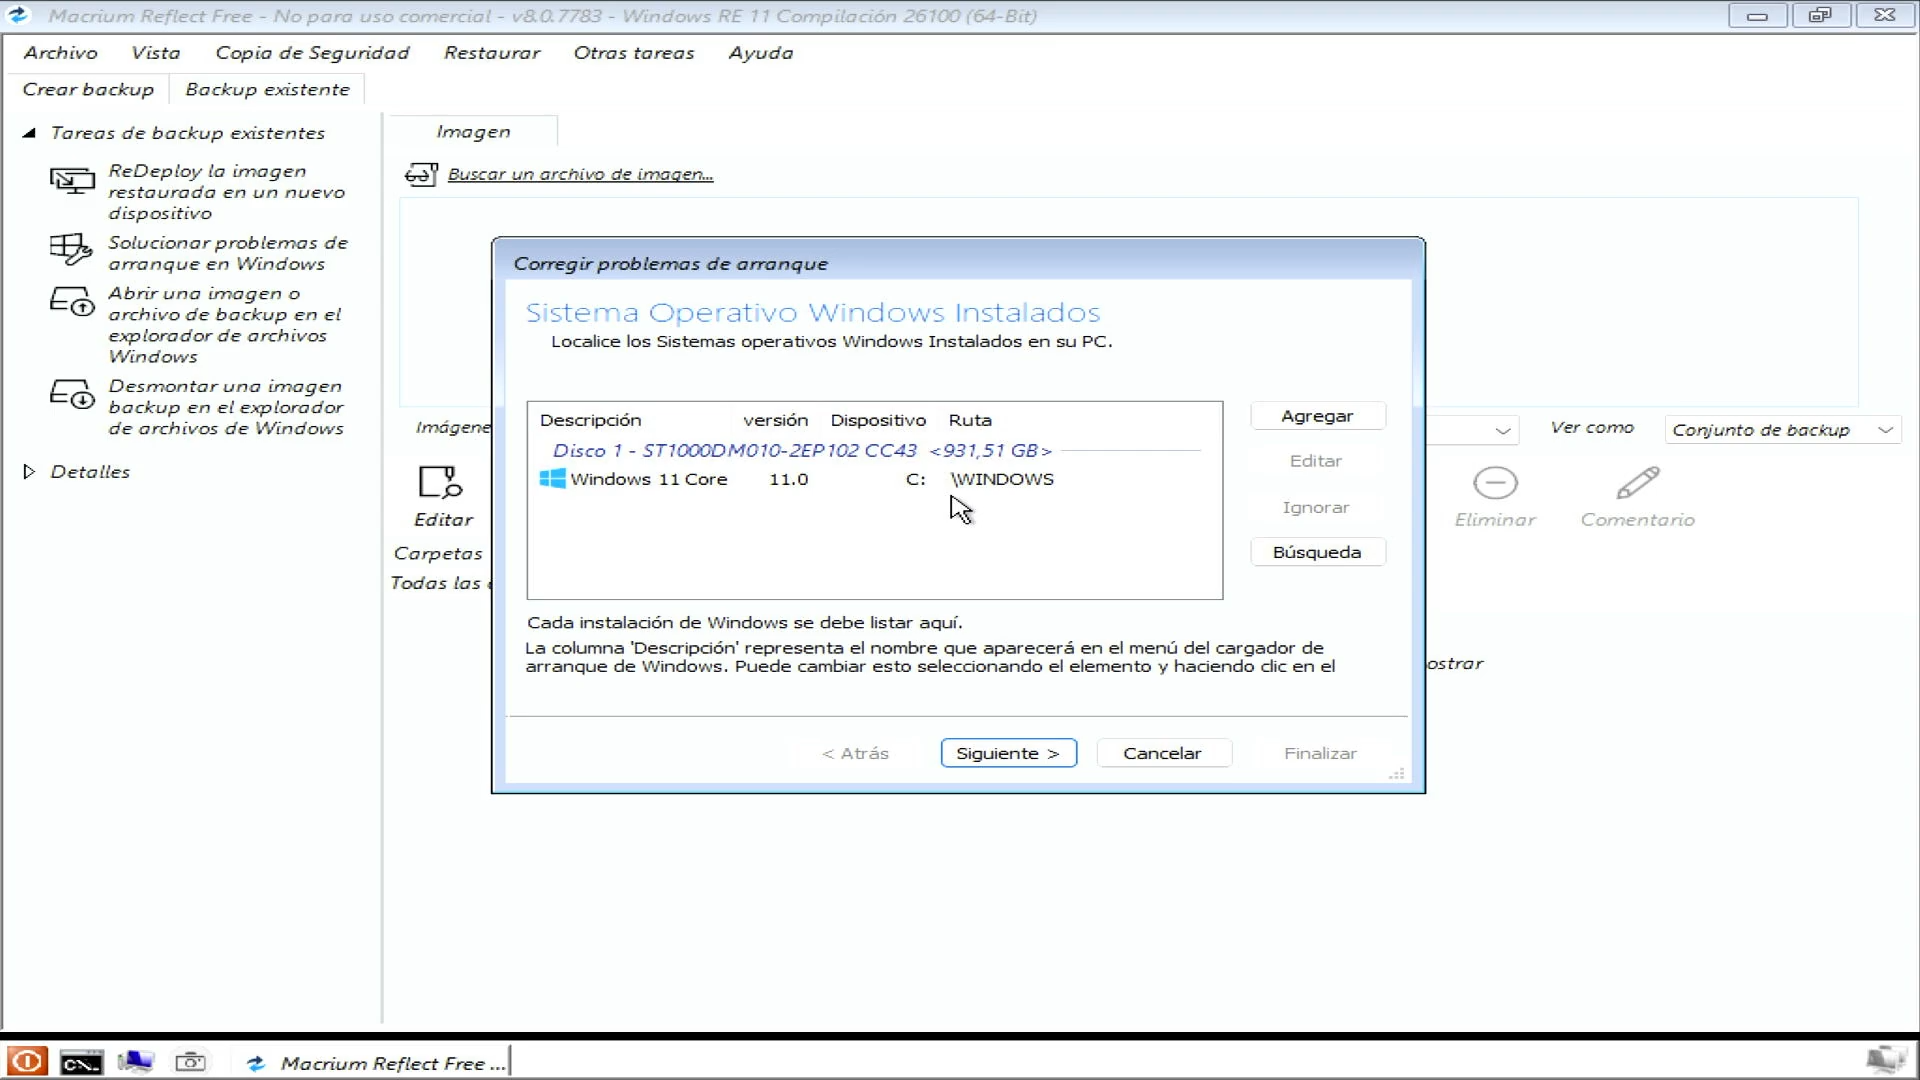 Macrium Reflect Free - No para uso comercial - v8.0.7783 - Windows RE 11 Compilación 26100 (64-Bit)
Archivo Vista Copia de Seguridad Restaurar Otras tareas Ayuda
Crear backup Backup existente
Tareas de backup existentes
ReDeploy la imagen
restaurada en un nuevo
dispositivo
Solucionar problemas de
arranque en Windows
Abrir una imagen o
archivo de backup en el
explorador de archivos
Windows
Desmontar una imagen
backup en el explorador
de archivos de Windows
Detalles
Imagen
Buscar un archivo de imagen...
Imágene
Ver como Conjunto de backup
Editar
Eliminar Comentario
Carpetas
Todas las
ostrar
Corregir problemas de arranque
Sistema Operativo Windows Instalados
Localice los Sistemas operativos Windows Instalados en su PC.
Descripción versión Dispositivo Ruta
Disco 1 - ST1000DM010-2EP102 CC43 <931,51 GB>
Windows 11 Core 11.0 C: \WINDOWS
Agregar
Editar
Ignorar
Búsqueda
Cada instalación de Windows se debe listar aquí.
La columna 'Descripción' representa el nombre que aparecerá en el menú del cargador de
arranque de Windows. Puede cambiar esto seleccionando el elemento y haciendo clic en el
< Atrás Siguiente > Cancelar Finalizar
C:\. Macrium Reflect Free ...